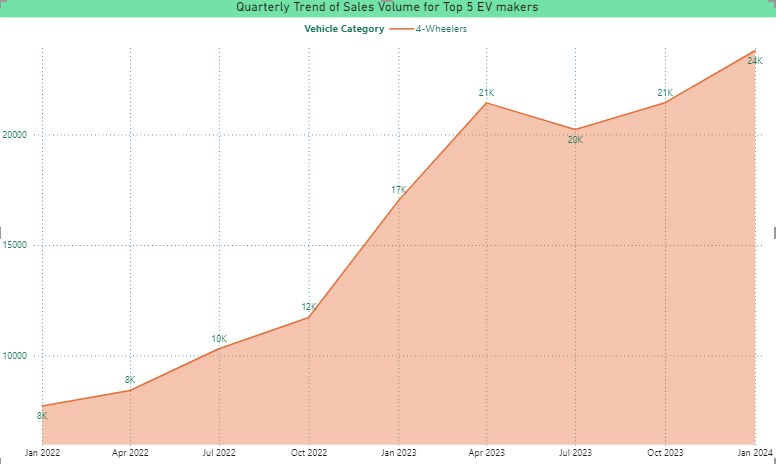 Quarterly Trend of Sales Volume for Top 5 EV makers
Vehicle Category 4-Wheelers
24K
21K
21K
20K
20000
17K
15000
12K
10K
10000
8K
8K
Jan 2022 Apr 2022 Jul 2022 Oct 2022 Jan 2023 Apr 2023 Jul 2023 Oct 2023 Jan 2024